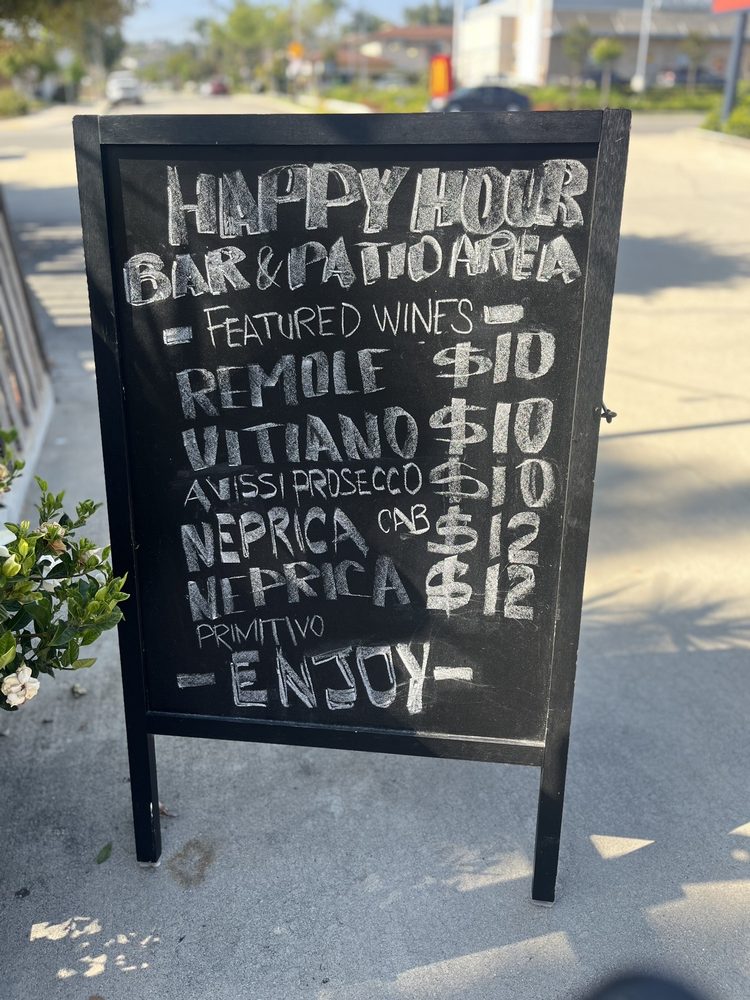 HAPPY HOUR
BAR & PATIO AREA
- FEATURED WINES -
REMOLE $10
VITIANO $10
AVISSI PROSECCO $10
NEPRICA CAB $12
NEPRICA $12
PRIMITIVO
- ENJOY -